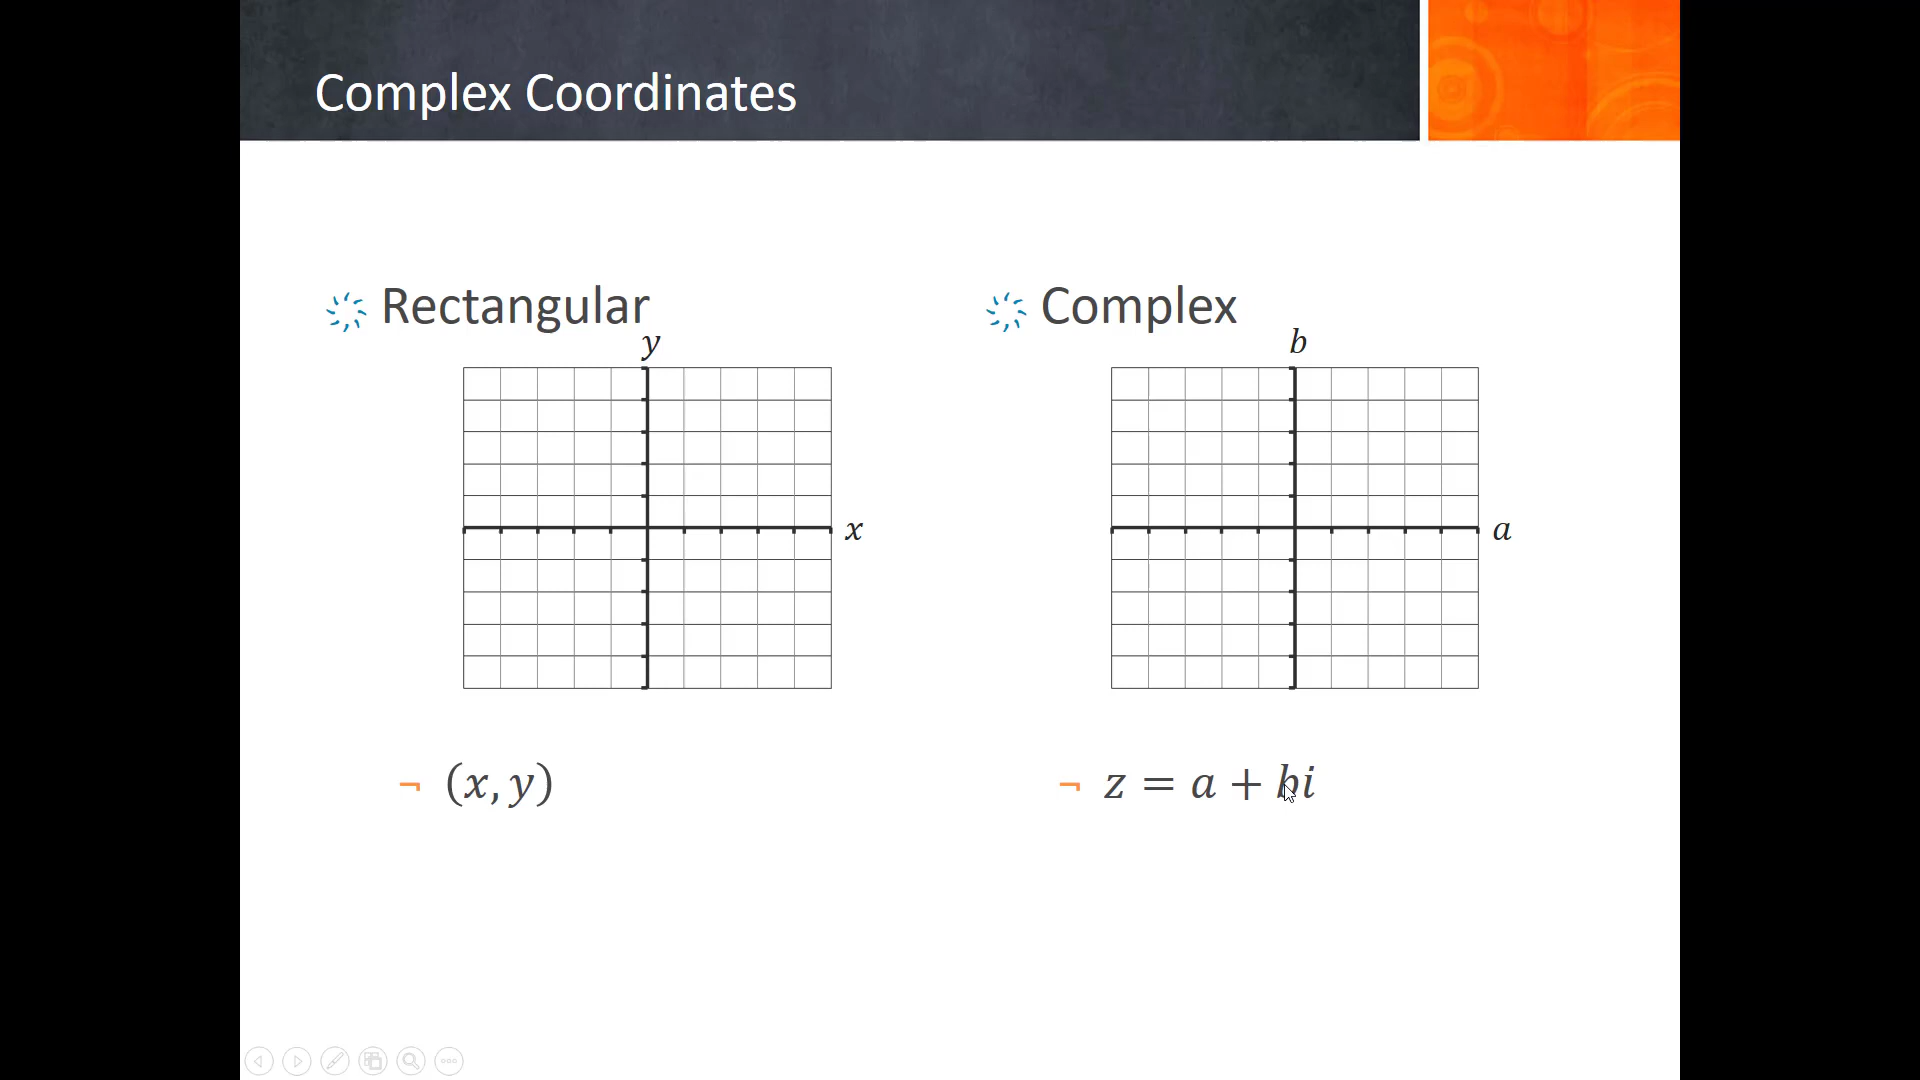 Complex Coordinates
Rectangular
y
x
(x, y)
Complex
b
a
z = a + bi